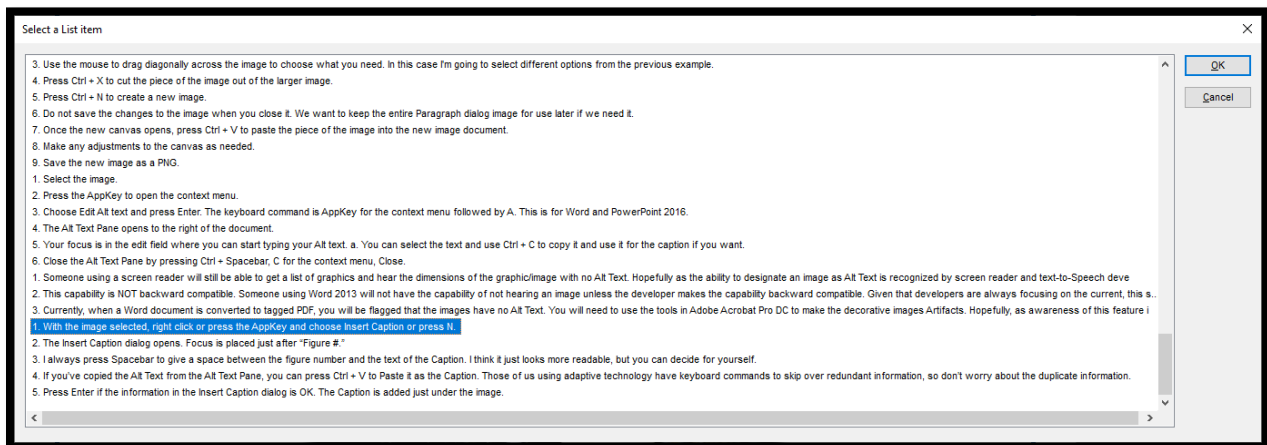 Select a List item
3. Use the mouse to drag diagonally across the image to choose what you need. In this case I'm going to select different options from the previous example.
OK
4. Press Ctrl + X to cut the piece of the image out of the larger image.
5. Press Ctrl + N to create a new image.
Cancel
6. Do not save the changes to the image when you close it. We want to keep the entire Paragraph dialog image for use later if we need it.
7. Once the new canvas opens, press Ctrl + V to paste the piece of the image into the new image document.
8. Make any adjustments to the canvas as needed.
9. Save the new image as a PNG.
1. Select the image.
2. Press the AppKey to open the context menu.
3. Choose Edit Alt text and press Enter. The keyboard command is AppKey for the context menu followed by A. This is for Word and PowerPoint 2016.
4. The Alt Text Pane opens to the right of the document.
5. Your focus is in the edit field where you can start typing your Alt text. a. You can select the text and use Ctrl + C to copy it and use it for the caption if you want.
6. Close the Alt Text Pane by pressing Ctrl + Spacebar, C for the context menu, Close.
1. Someone using a screen reader will still be able to get a list of graphics and hear the dimensions of the graphic/image with no Alt Text. Hopefully as the ability to designate an image as Alt Text is recognized by screen reader and text-to-Speech deve
2. This capability is NOT backward compatible. Someone using Word 2013 will not have the capability of not hearing an image unless the developer makes the capability backward compatible. Given that developers are always focusing on the current, this s..
3. Currently, when a Word document is converted to tagged PDF, you will be flagged that the images have no Alt Text. You will need to use the tools in Adobe Acrobat Pro DC to make the decorative images Artifacts. Hopefully, as awareness of this feature i
1. With the image selected, right click or press the AppKey and choose Insert Caption or press N.
2. The Insert Caption dialog opens. Focus is placed just after “Figure #.”
3. I always press Spacebar to give a space between the figure number and the text of the Caption. I think it just looks more readable, but you can decide for yourself.
4. If you've copied the Alt Text from the Alt Text Pane, you can press Ctrl + V to Paste it as the Caption. Those of us using adaptive technology have keyboard commands to skip over redundant information, so don't worry about the duplicate information.
5. Press Enter if the information in the Insert Caption dialog is OK. The Caption is added just under the image.